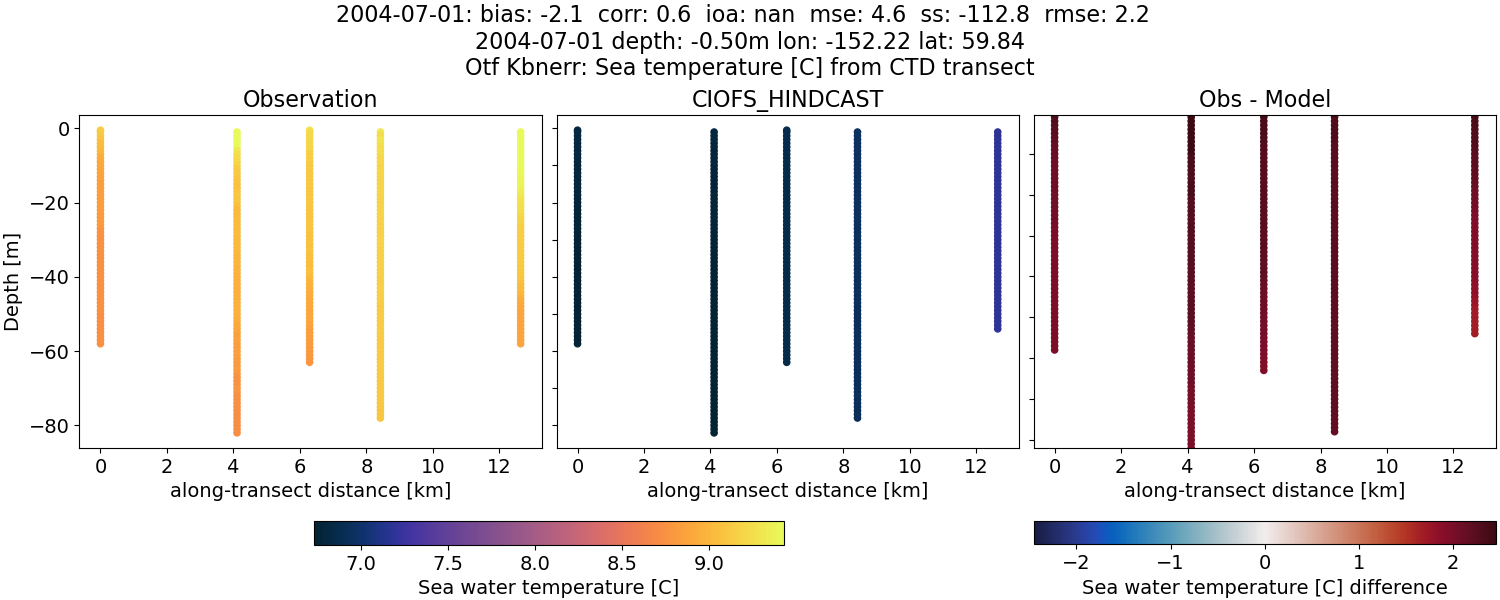 2004-07-01: bias: -2.1  corr: 0.6  ioa: nan  mse: 4.6  ss: -112.8  rmse: 2.2
2004-07-01 depth: -0.50m lon: -152.22 lat: 59.84
Otf Kbnerr: Sea temperature [C] from CTD transect
Observation
CIOFS_HINDCAST
Obs - Model
Depth [m]
0
−20
−40
−60
−80
0 2 4 6 8 10 12
0 2 4 6 8 10 12
0 2 4 6 8 10 12
along-transect distance [km]
along-transect distance [km]
along-transect distance [km]
7.0 7.5 8.0 8.5 9.0
Sea water temperature [C]
−2 −1 0 1 2
Sea water temperature [C] difference